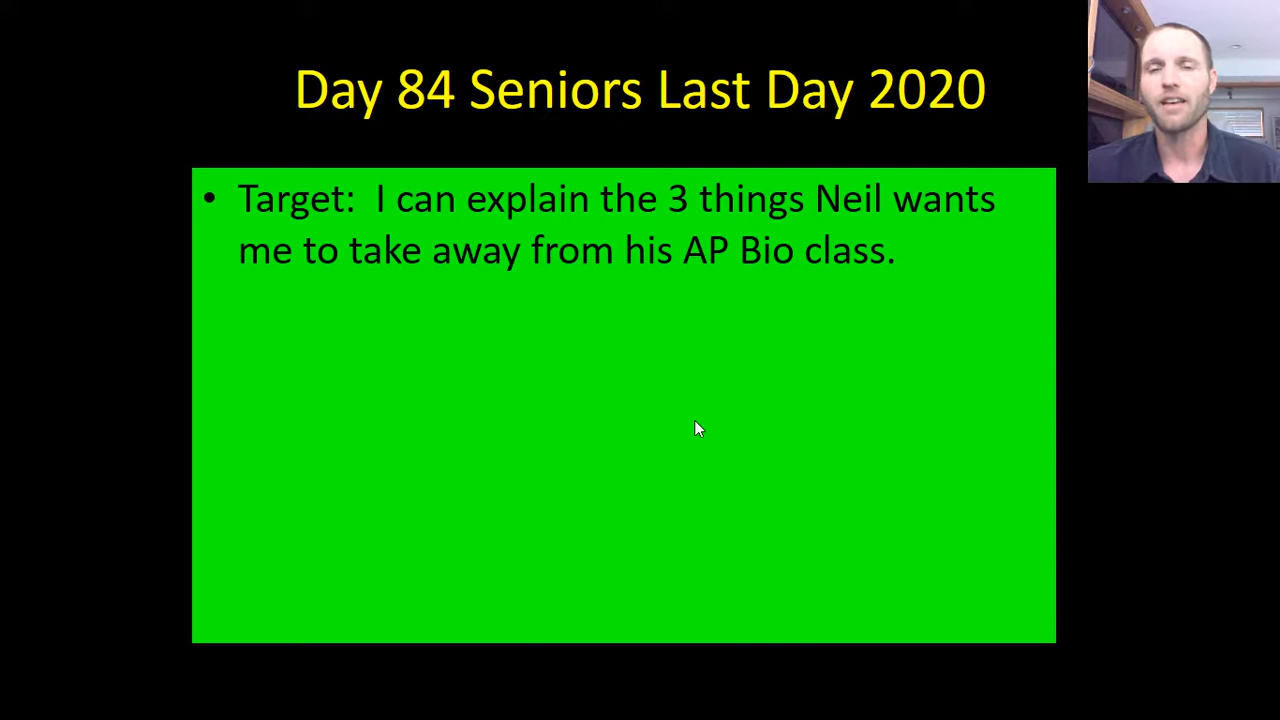 Day 84 Seniors Last Day 2020
• Target:  I can explain the 3 things Neil wants
me to take away from his AP Bio class.